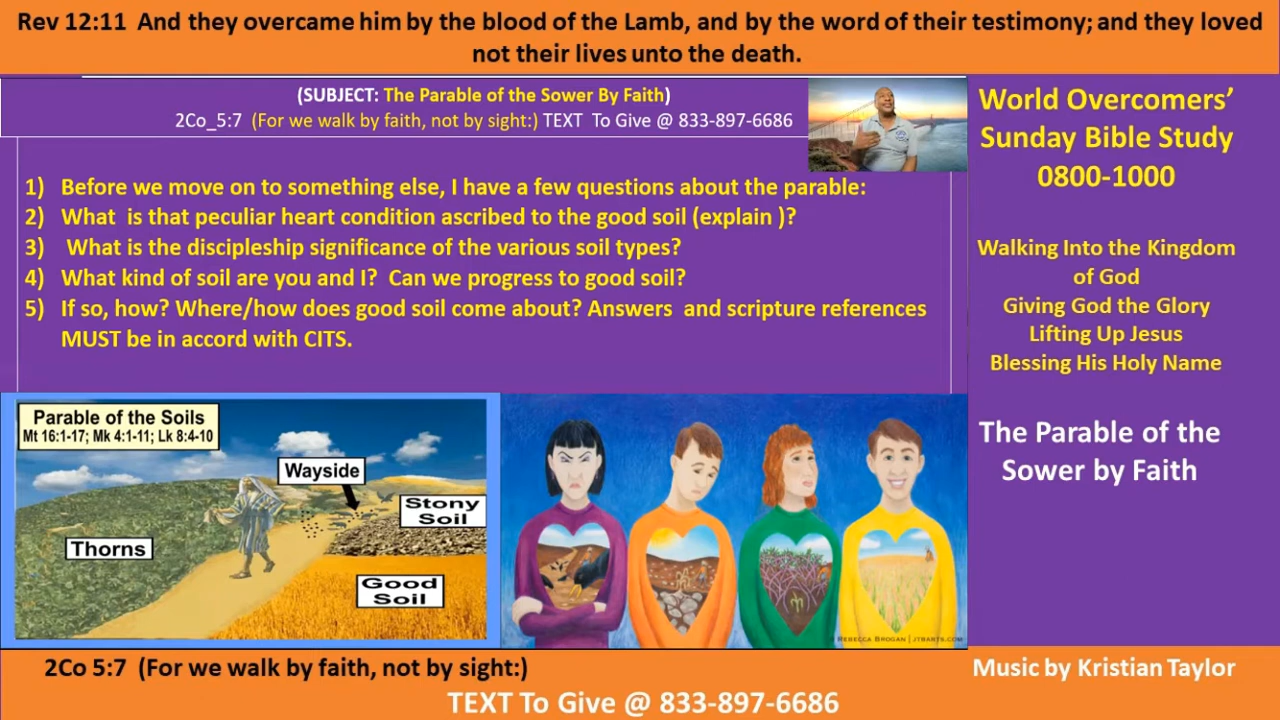 Rev 12:11 And they overcame him by the blood of the Lamb, and by the word of their testimony; and they loved
not their lives unto the death.
(SUBJECT: The Parable of the Sower By Faith)
2Co_5:7 (For we walk by faith, not by sight:) TEXT To Give @ 833-897-6686
1) Before we move on to something else, I have a few questions about the parable:
2) What is that peculiar heart condition ascribed to the good soil (explain )?
3) What is the discipleship significance of the various soil types?
4) What kind of soil are you and I? Can we progress to good soil?
5) If so, how? Where/how does good soil come about? Answers and scripture references
MUST be in accord with CITS.
World Overcomers’
Sunday Bible Study
0800-1000
Walking Into the Kingdom
of God
Giving God the Glory
Lifting Up Jesus
Blessing His Holy Name
The Parable of the
Sower by Faith
Parable of the Soils
Mt 16:1-17; Mk 4:1-11; Lk 8:4-10
Wayside
Stony
Soil
Thorns
Good
Soil
© REBECCA BROGAN | JTBARTS.COM
2Co 5:7 (For we walk by faith, not by sight:)
Music by Kristian Taylor
TEXT To Give @ 833-897-6686